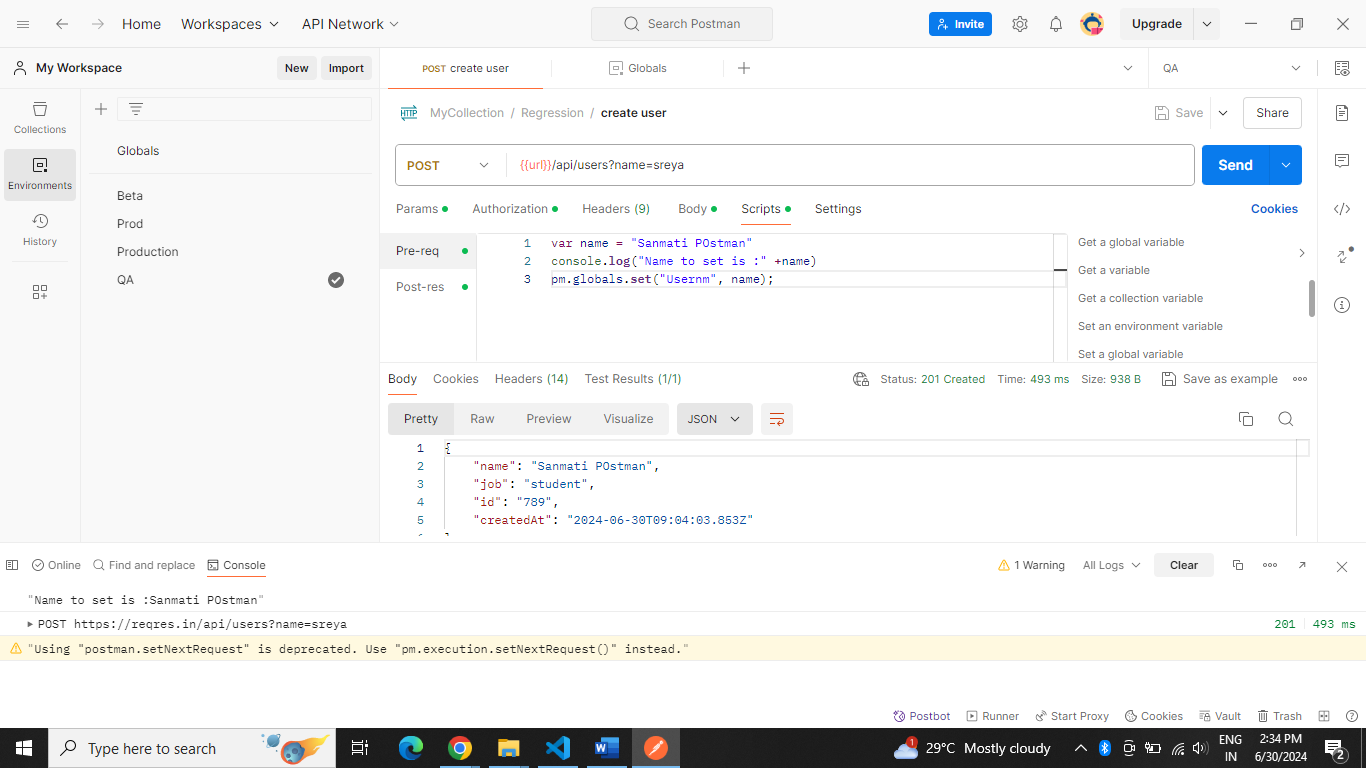 Home Workspaces API Network Search Postman Invite Upgrade
My Workspace New Import POST create user Globals QA
Collections
Environments
History
Globals
Beta
Prod
Production
QA
HTTP MyCollection / Regression / create user Save Share
POST {{url}}/api/users?name=sreya Send
Params Authorization Headers (9) Body Scripts Settings Cookies
Pre-req
Post-res
1 var name = "Sanmati POstman"
2 console.log("Name to set is :" +name)
3 pm.globals.set("Usernm", name);
Get a global variable
Get a variable
Get a collection variable
Set an environment variable
Set a global variable
Body Cookies Headers (14) Test Results (1/1) Status: 201 Created Time: 493 ms Size: 938 B Save as example
Pretty Raw Preview Visualize JSON
1 {
2 "name": "Sanmati POstman",
3 "job": "student",
4 "id": "789",
5 "createdAt": "2024-06-30T09:04:03.853Z"
Online Find and replace Console 1 Warning All Logs Clear
"Name to set is :Sanmati POstman"
POST https://reqres.in/api/users?name=sreya 201 493 ms
"Using "postman.setNextRequest" is deprecated. Use "pm.execution.setNextRequest()" instead."
Postbot Runner Start Proxy Cookies Vault Trash
Type here to search 1 29°C Mostly cloudy ENG IN 2:34 PM 6/30/2024 2